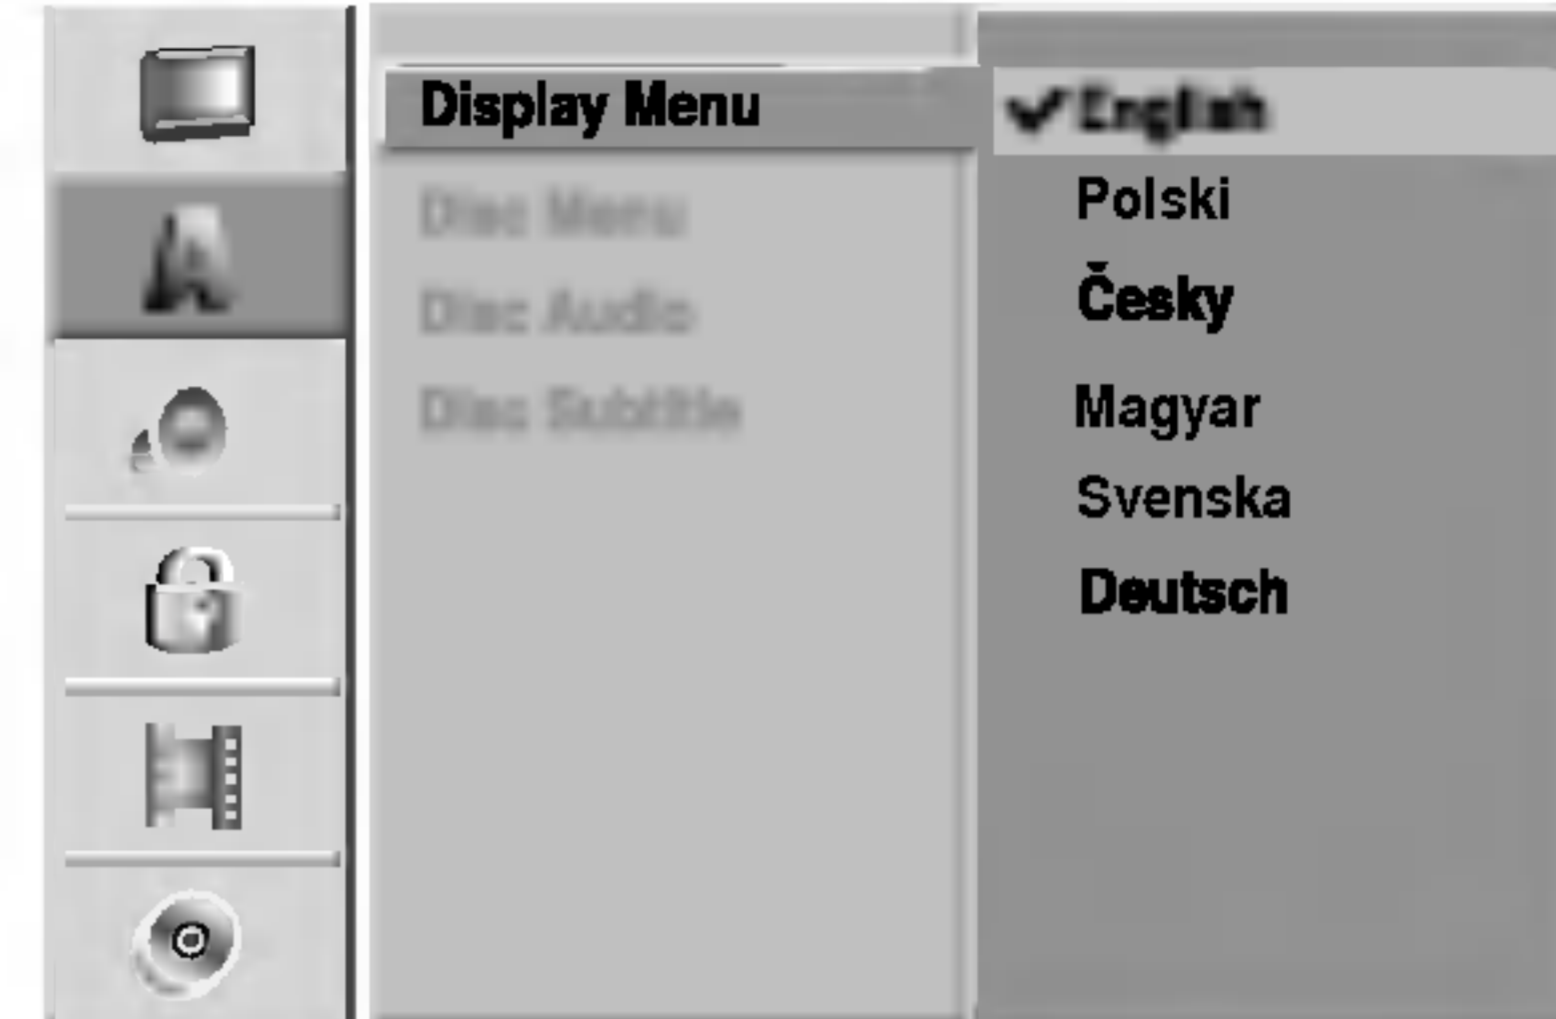 Display Menu
Disc Menu
Disc Audio
Disc Subtitle
English
Polski
Česky
Magyar
Svenska
Deutsch